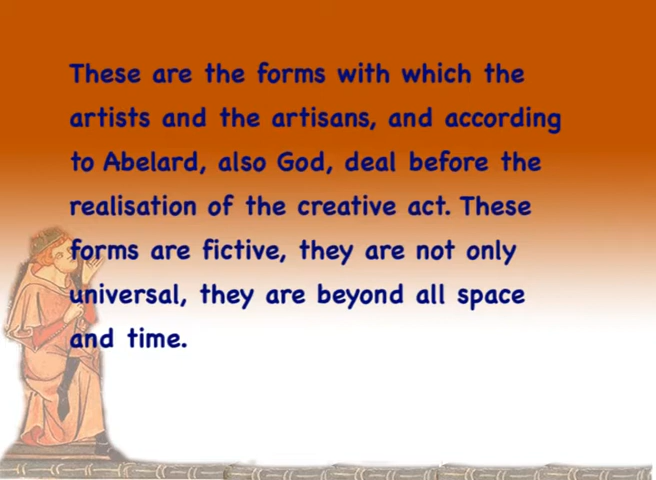 These are the forms with which the
artists and the artisans, and according
to Abelard, also God, deal before the
realisation of the creative act. These
forms are fictive, they are not only
universal, they are beyond all space
and time.